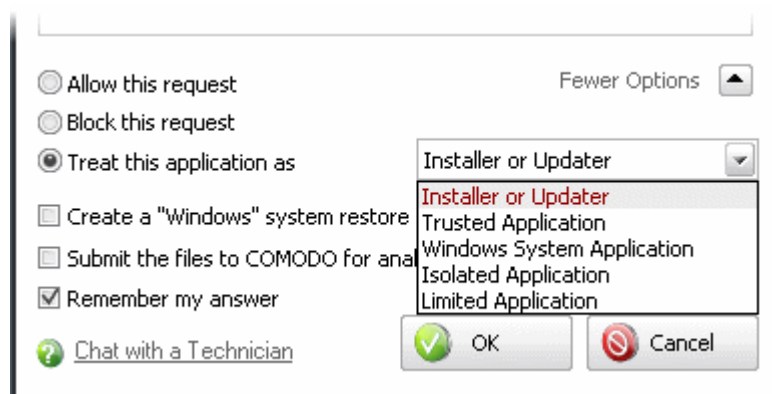 Allow this request
Fewer Options
Block this request
Treat this application as
Installer or Updater
Installer or Updater
Create a "Windows" system restore
Trusted Application
Windows System Application
Submit the files to COMODO for anal
Isolated Application
Remember my answer
Limited Application
Chat with a Technician
OK
Cancel